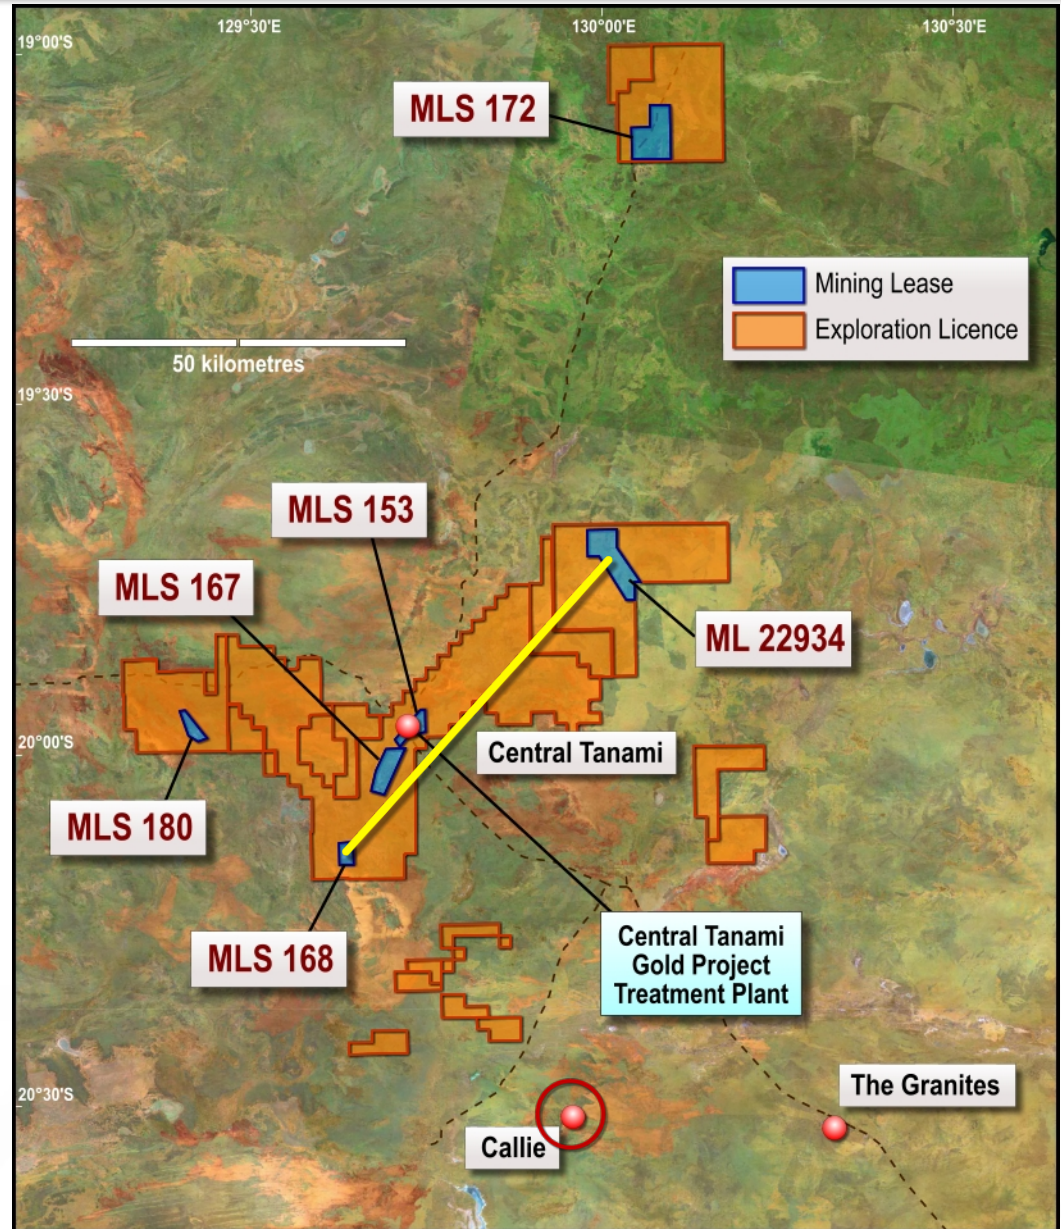 129°30'E
130°00'E
130°30'E
19°00'S
MLS 172
Mining Lease
Exploration Licence
50 kilometres
19°30'S
MLS 153
MLS 167
ML 22934
20°00'S
Central Tanami
MLS 180
MLS 168
Central Tanami
Gold Project
Treatment Plant
20°30'S
The Granites
Callie